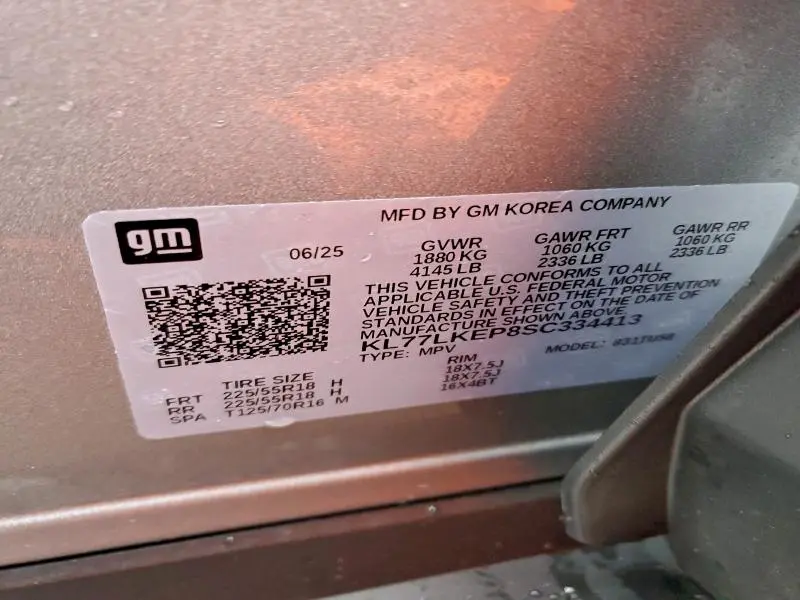 MFD BY GM KOREA COMPANY
gm
06/25
GVWR GAWR FRT GAWR RR
1880 KG 1060 KG 1060 KG
4145 LB 2336 LB 2336 LB
THIS VEHICLE CONFORMS TO ALL
APPLICABLE U.S. FEDERAL MOTOR
VEHICLE SAFETY AND THEFT PREVENTION
STANDARDS IN EFFECT ON THE DATE OF
MANUFACTURE SHOWN ABOVE.
KL77LKEP8SC334413
TYPE: MPV MODEL:
TIRE SIZE RIM
FRT 225/55R18 H 18X7.5J
RR 225/55R18 H 18X7.5J
SPA T125/70R16 M 16X4BT